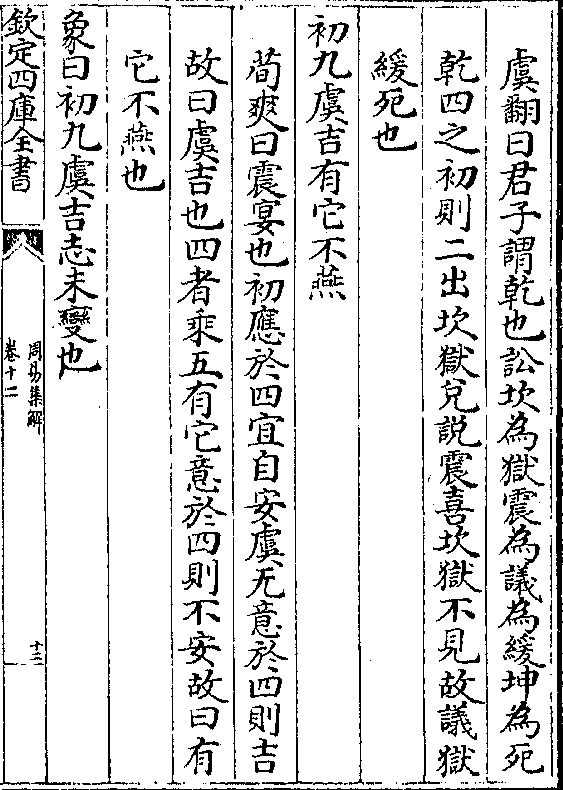 虞翻曰君子謂乾也訟坎為獄震為議為緩坤為死
乾四之初則二出坎獄兌說震喜坎獄不見故議獄
緩死也
初九虞吉有它不燕
荀爽曰震宴也初應於四宜自安虞无意於四則吉
故曰虞吉也四者乘五有它意於四則不安故曰有
它不燕也
象曰初九虞吉志未變也
欽定四庫全書
周易集解
卷十二
十二